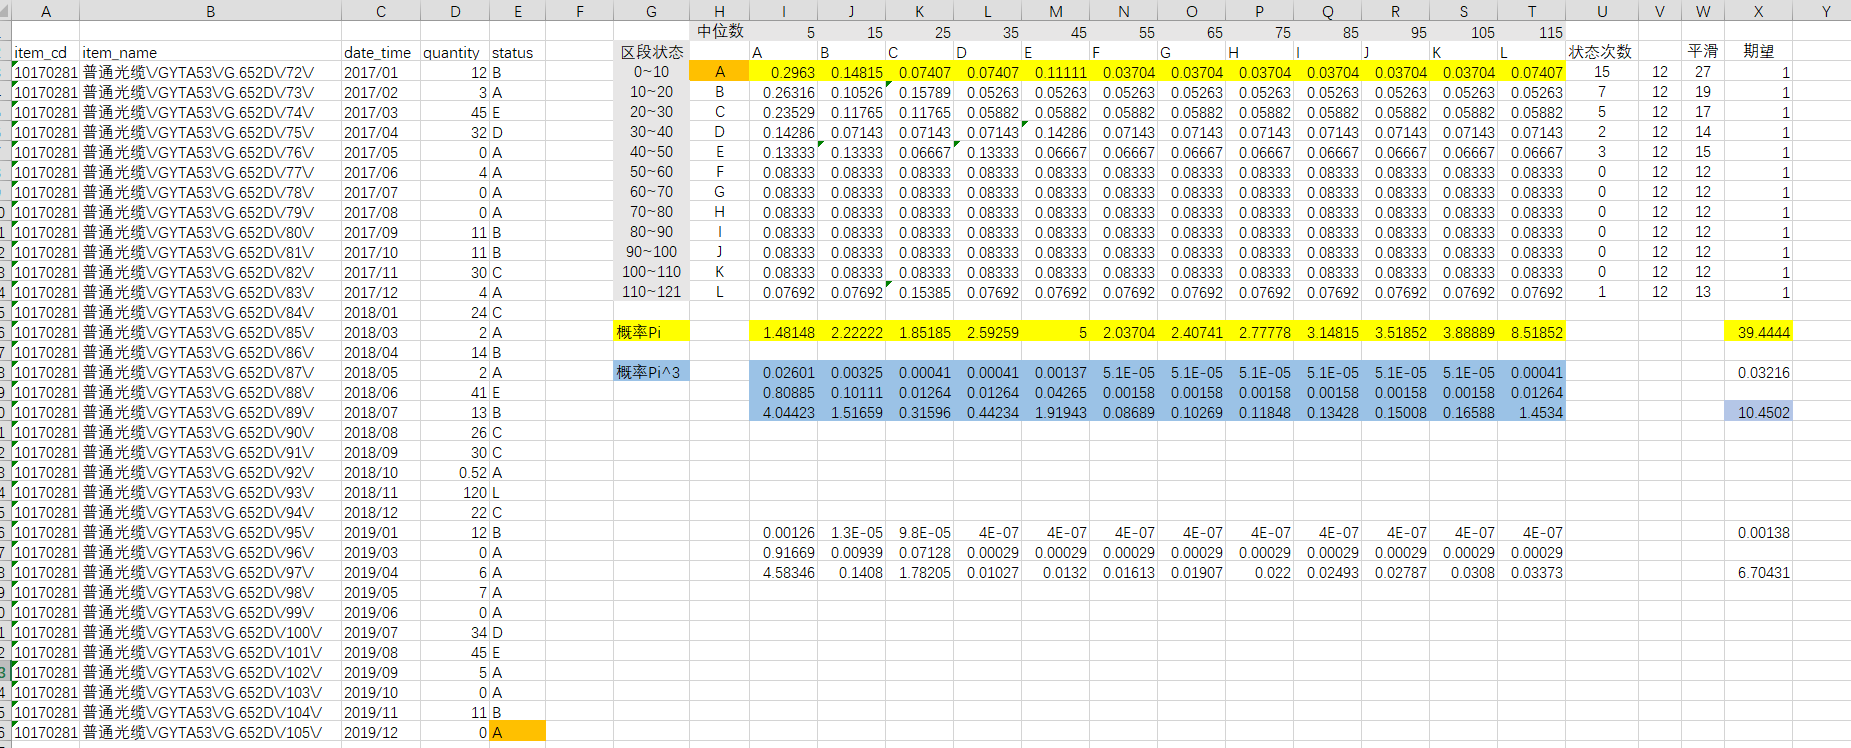 A B C D E F G H I J K L M N O P Q R S T U V W X Y
中位数 5 15 25 35 45 55 65 75 85 95 105 115
item_cd item_name date_time quantity status 区段状态 A B C D E F G H I J K L 状态次数 平滑 期望
10170281 普通光缆\/GYTA53\/G.652D\/72\/ 2017/01 12 B 0~10 A 0.2963 0.14815 0.07407 0.07407 0.11111 0.03704 0.03704 0.03704 0.03704 0.03704 0.03704 0.07407 15 12 27 1
10170281 普通光缆\/GYTA53\/G.652D\/73\/ 2017/02 3 A 10~20 B 0.26316 0.10526 0.15789 0.05263 0.05263 0.05263 0.05263 0.05263 0.05263 0.05263 0.05263 0.05263 7 12 19 1
10170281 普通光缆\/GYTA53\/G.652D\/74\/ 2017/03 45 E 20~30 C 0.23529 0.11765 0.11765 0.05882 0.05882 0.05882 0.05882 0.05882 0.05882 0.05882 0.05882 0.05882 5 12 17 1
10170281 普通光缆\/GYTA53\/G.652D\/75\/ 2017/04 32 D 30~40 D 0.14286 0.07143 0.07143 0.07143 0.14286 0.07143 0.07143 0.07143 0.07143 0.07143 0.07143 0.07143 2 12 14 1
10170281 普通光缆\/GYTA53\/G.652D\/76\/ 2017/05 0 A 40~50 E 0.13333 0.13333 0.06667 0.13333 0.06667 0.06667 0.06667 0.06667 0.06667 0.06667 0.06667 0.06667 3 12 15 1
10170281 普通光缆\/GYTA53\/G.652D\/77\/ 2017/06 4 A 50~60 F 0.08333 0.08333 0.08333 0.08333 0.08333 0.08333 0.08333 0.08333 0.08333 0.08333 0.08333 0.08333 0 12 12 1
10170281 普通光缆\/GYTA53\/G.652D\/78\/ 2017/07 0 A 60~70 G 0.08333 0.08333 0.08333 0.08333 0.08333 0.08333 0.08333 0.08333 0.08333 0.08333 0.08333 0.08333 0 12 12 1
10170281 普通光缆\/GYTA53\/G.652D\/79\/ 2017/08 0 A 70~80 H 0.08333 0.08333 0.08333 0.08333 0.08333 0.08333 0.08333 0.08333 0.08333 0.08333 0.08333 0.08333 0 12 12 1
10170281 普通光缆\/GYTA53\/G.652D\/80\/ 2017/09 11 B 80~90 I 0.08333 0.08333 0.08333 0.08333 0.08333 0.08333 0.08333 0.08333 0.08333 0.08333 0.08333 0.08333 0 12 12 1
10170281 普通光缆\/GYTA53\/G.652D\/81\/ 2017/10 11 B 90~100 J 0.08333 0.08333 0.08333 0.08333 0.08333 0.08333 0.08333 0.08333 0.08333 0.08333 0.08333 0.08333 0 12 12 1
10170281 普通光缆\/GYTA53\/G.652D\/82\/ 2017/11 30 C 100~110 K 0.08333 0.08333 0.08333 0.08333 0.08333 0.08333 0.08333 0.08333 0.08333 0.08333 0.08333 0.08333 0 12 12 1
10170281 普通光缆\/GYTA53\/G.652D\/83\/ 2017/12 4 A 110~121 L 0.07692 0.07692 0.15385 0.07692 0.07692 0.07692 0.07692 0.07692 0.07692 0.07692 0.07692 0.07692 1 12 13 1
10170281 普通光缆\/GYTA53\/G.652D\/84\/ 2018/01 24 C
10170281 普通光缆\/GYTA53\/G.652D\/85\/ 2018/03 2 A 概率Pi 1.48148 2.22222 1.85185 2.59259 5 2.03704 2.40741 2.77778 3.14815 3.51852 3.88889 8.51852 39.4444
10170281 普通光缆\/GYTA53\/G.652D\/86\/ 2018/04 14 B
10170281 普通光缆\/GYTA53\/G.652D\/87\/ 2018/05 2 A 概率Pi^3 0.02601 0.00325 0.00041 0.00041 0.00137 5.1E-05 5.1E-05 5.1E-05 5.1E-05 5.1E-05 5.1E-05 0.00041 0.03216
10170281 普通光缆\/GYTA53\/G.652D\/88\/ 2018/06 41 E 0.80885 0.10111 0.01264 0.01264 0.04265 0.00158 0.00158 0.00158 0.00158 0.00158 0.00158 0.01264
10170281 普通光缆\/GYTA53\/G.652D\/89\/ 2018/07 13 B 4.04423 1.51659 0.31596 0.44234 1.91943 0.08689 0.10269 0.11848 0.13428 0.15008 0.16588 1.4534 10.4502
10170281 普通光缆\/GYTA53\/G.652D\/90\/ 2018/08 26 C
10170281 普通光缆\/GYTA53\/G.652D\/91\/ 2018/09 30 C
10170281 普通光缆\/GYTA53\/G.652D\/92\/ 2018/10 0.52 A
10170281 普通光缆\/GYTA53\/G.652D\/93\/ 2018/11 120 L
10170281 普通光缆\/GYTA53\/G.652D\/94\/ 2018/12 22 C
10170281 普通光缆\/GYTA53\/G.652D\/95\/ 2019/01 12 B 0.00126 1.3E-05 9.8E-05 4E-07 4E-07 4E-07 4E-07 4E-07 4E-07 4E-07 4E-07 4E-07 0.00138
10170281 普通光缆\/GYTA53\/G.652D\/96\/ 2019/03 0 A 0.91669 0.00939 0.07128 0.00029 0.00029 0.00029 0.00029 0.00029 0.00029 0.00029 0.00029 0.00029
10170281 普通光缆\/GYTA53\/G.652D\/97\/ 2019/04 6 A 4.58346 0.1408 1.78205 0.01027 0.0132 0.01613 0.01907 0.022 0.02493 0.02787 0.0308 0.03373 6.70431
10170281 普通光缆\/GYTA53\/G.652D\/98\/ 2019/05 7 A
10170281 普通光缆\/GYTA53\/G.652D\/99\/ 2019/06 0 A
10170281 普通光缆\/GYTA53\/G.652D\/100\/ 2019/07 34 D
10170281 普通光缆\/GYTA53\/G.652D\/101\/ 2019/08 45 E
10170281 普通光缆\/GYTA53\/G.652D\/102\/ 2019/09 5 A
10170281 普通光缆\/GYTA53\/G.652D\/103\/ 2019/10 0 A
10170281 普通光缆\/GYTA53\/G.652D\/104\/ 2019/11 11 B
10170281 普通光缆\/GYTA53\/G.652D\/105\/ 2019/12 0 A